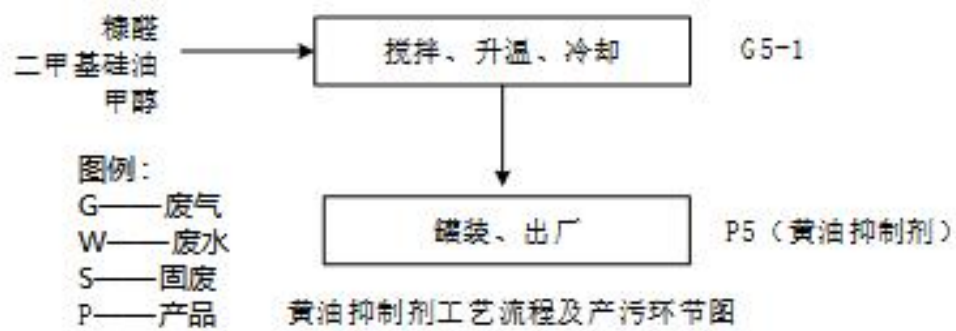 糠醛
二甲基硅油
甲醇
搅拌、升温、冷却
G5-1
罐装、出厂
P5（黄油抑制剂）
图例：
G——废气
W——废水
S——固废
P——产品
黄油抑制剂工艺流程及产污环节图